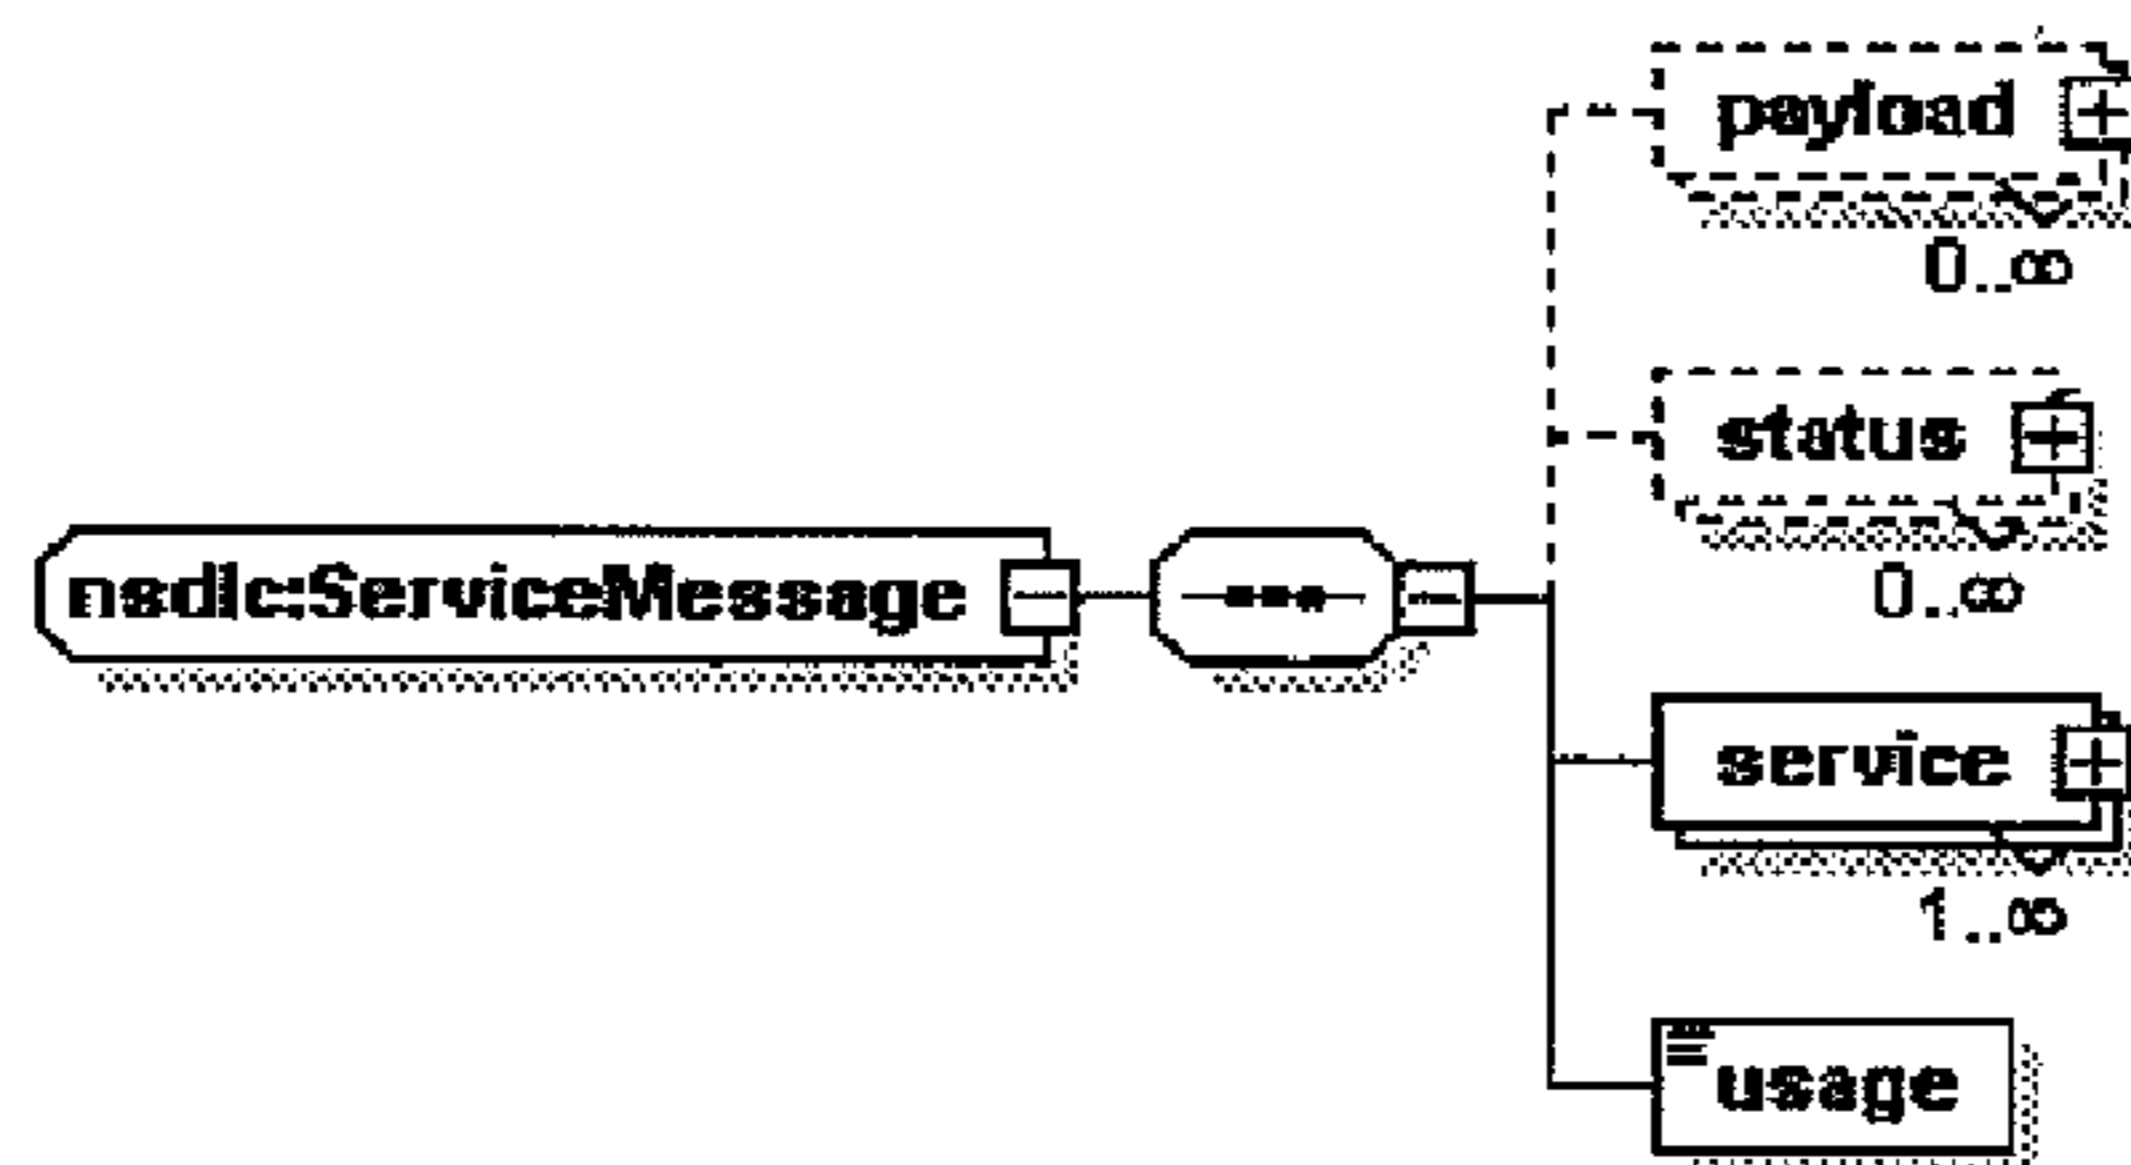 payload
0..∞
status
0..∞
nsdlc:ServiceMessage
service
1..∞
usage